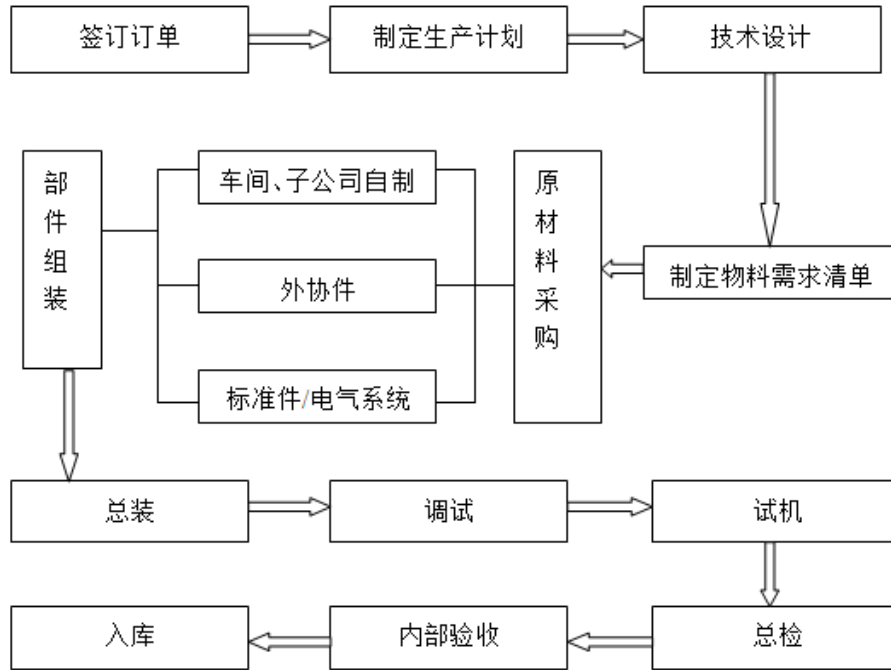 签订订单
制定生产计划
技术设计
部件组装
车间、子公司自制
外协件
标准件/电气系统
原材料采购
制定物料需求清单
总装
调试
试机
入库
内部验收
总检